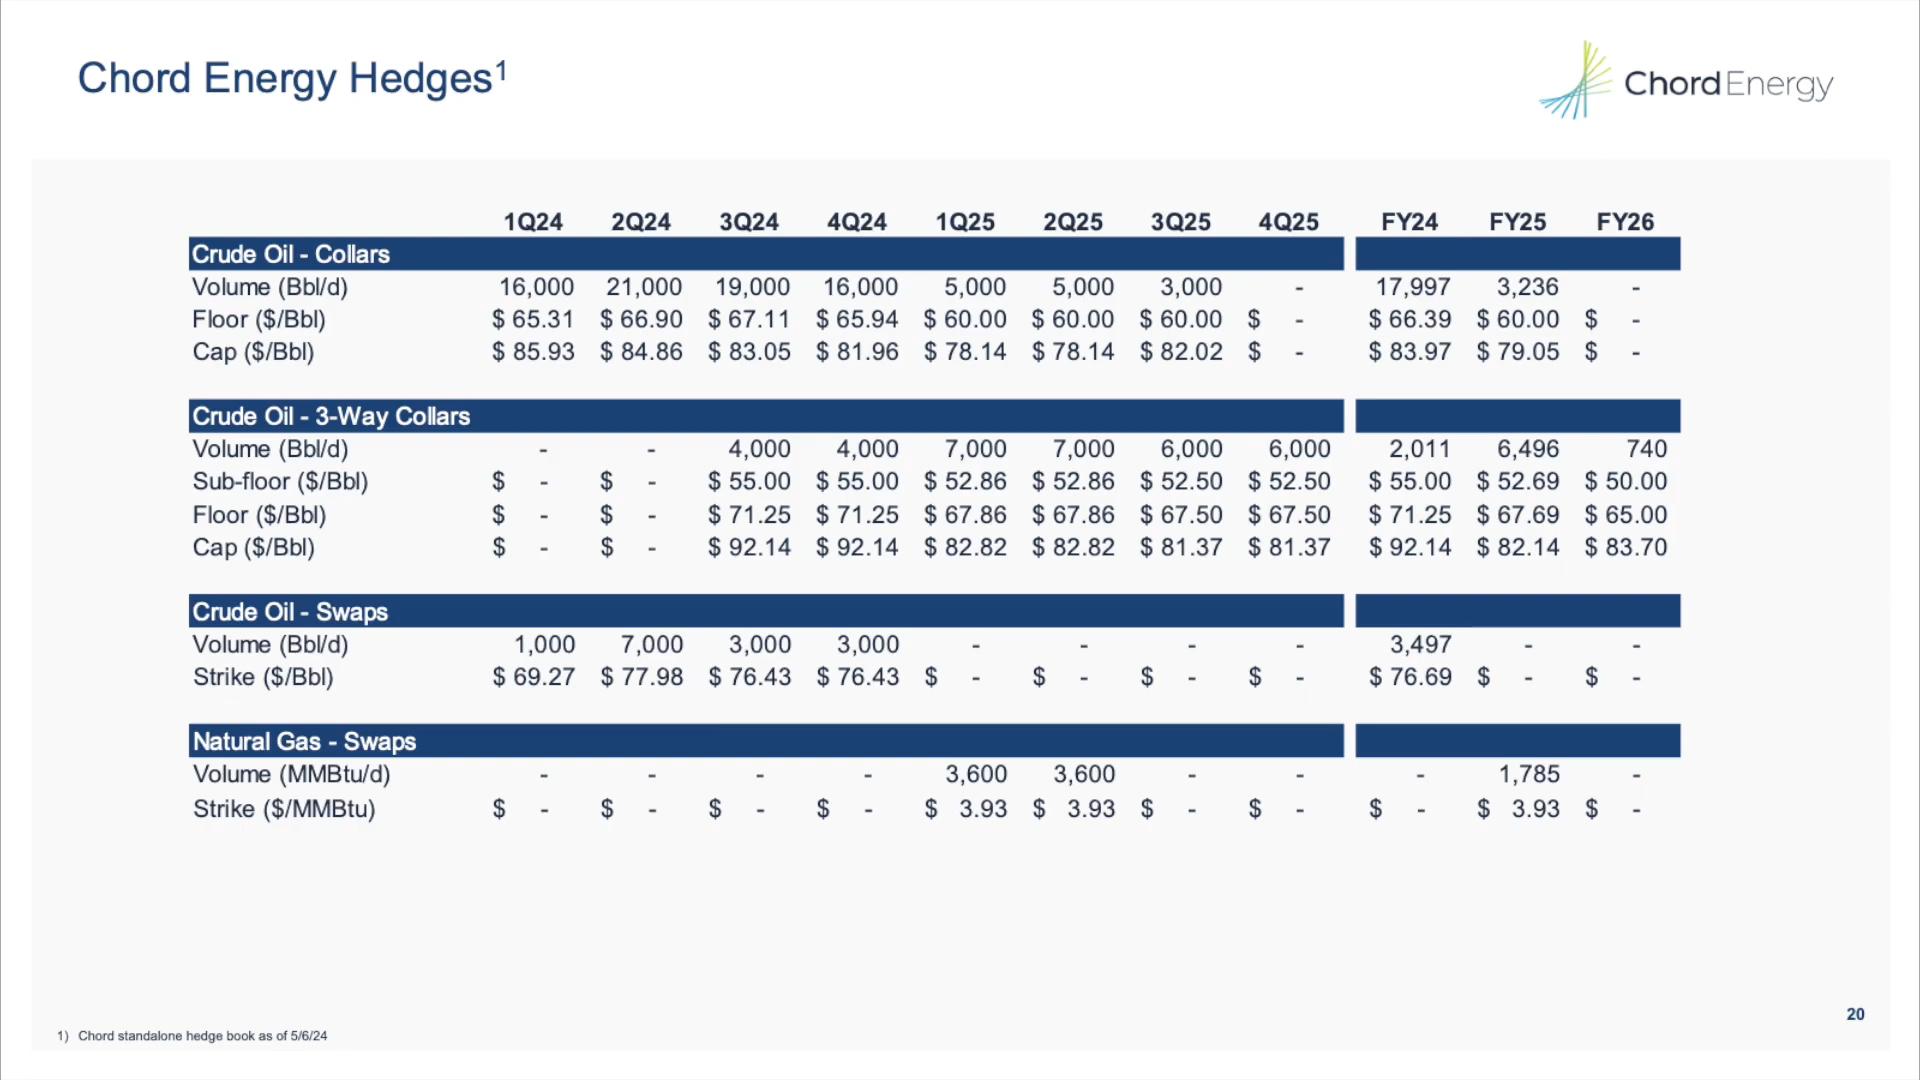 Chord Energy Hedges1
ChordEnergy
1Q24 2Q24 3Q24 4Q24 1Q25 2Q25 3Q25 4Q25 FY24 FY25 FY26
Crude Oil - Collars
Volume (Bbl/d) 16,000 21,000 19,000 16,000 5,000 5,000 3,000 - 17,997 3,236 -
Floor ($/Bbl) $ 65.31 $ 66.90 $ 67.11 $ 65.94 $ 60.00 $ 60.00 $ 60.00 $ - $ 66.39 $ 60.00 $ -
Cap ($/Bbl) $ 85.93 $ 84.86 $ 83.05 $ 81.96 $ 78.14 $ 78.14 $ 82.02 $ - $ 83.97 $ 79.05 $ -
Crude Oil - 3-Way Collars
Volume (Bbl/d) - - 4,000 4,000 7,000 7,000 6,000 6,000 2,011 6,496 740
Sub-floor ($/Bbl) $ - $ - $ 55.00 $ 55.00 $ 52.86 $ 52.86 $ 52.50 $ 52.50 $ 55.00 $ 52.69 $ 50.00
Floor ($/Bbl) $ - $ - $ 71.25 $ 71.25 $ 67.86 $ 67.86 $ 67.50 $ 67.50 $ 71.25 $ 67.69 $ 65.00
Cap ($/Bbl) $ - $ - $ 92.14 $ 92.14 $ 82.82 $ 82.82 $ 81.37 $ 81.37 $ 92.14 $ 82.14 $ 83.70
Crude Oil - Swaps
Volume (Bbl/d) 1,000 7,000 3,000 3,000 - - - - 3,497 - -
Strike ($/Bbl) $ 69.27 $ 77.98 $ 76.43 $ 76.43 $ - $ - $ - $ - $ 76.69 $ - $ -
Natural Gas - Swaps
Volume (MMBtu/d) - - - - 3,600 3,600 - - - 1,785 -
Strike ($/MMBtu) $ - $ - $ - $ - $ 3.93 $ 3.93 $ - $ - $ - $ 3.93 $ -
20
1) Chord standalone hedge book as of 5/6/24